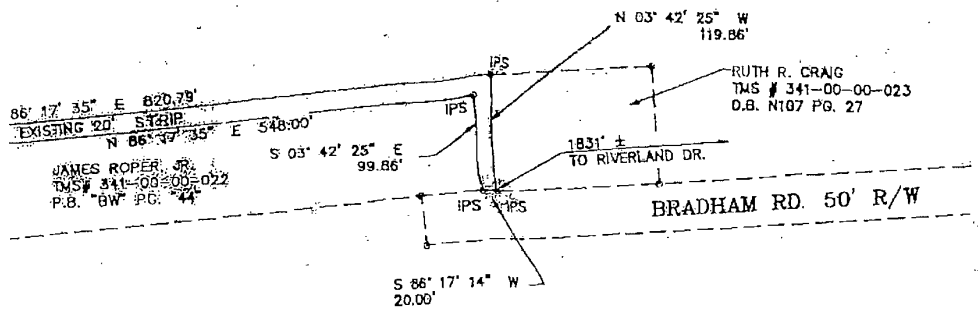 N 03° 42' 25" W
119.86'
IPS
RUTH R. CRAIG
TMS # 341-00-00-023
D.B. N107 PG. 27
86° 17' 35" E 820.79'
EXISTING 20' STRIP
IPS
N 86° 17' 35" E 548.00'
S 03° 42' 25" E
99.86'
1831' ±
TO RIVERLAND DR.
JAMES ROPER JR.
TMS# 341-00-00-022
P.B. "BW" P.G. "44"
IPS IPS
BRADHAM RD. 50' R/W
S 86° 17' 14" W
20.00'